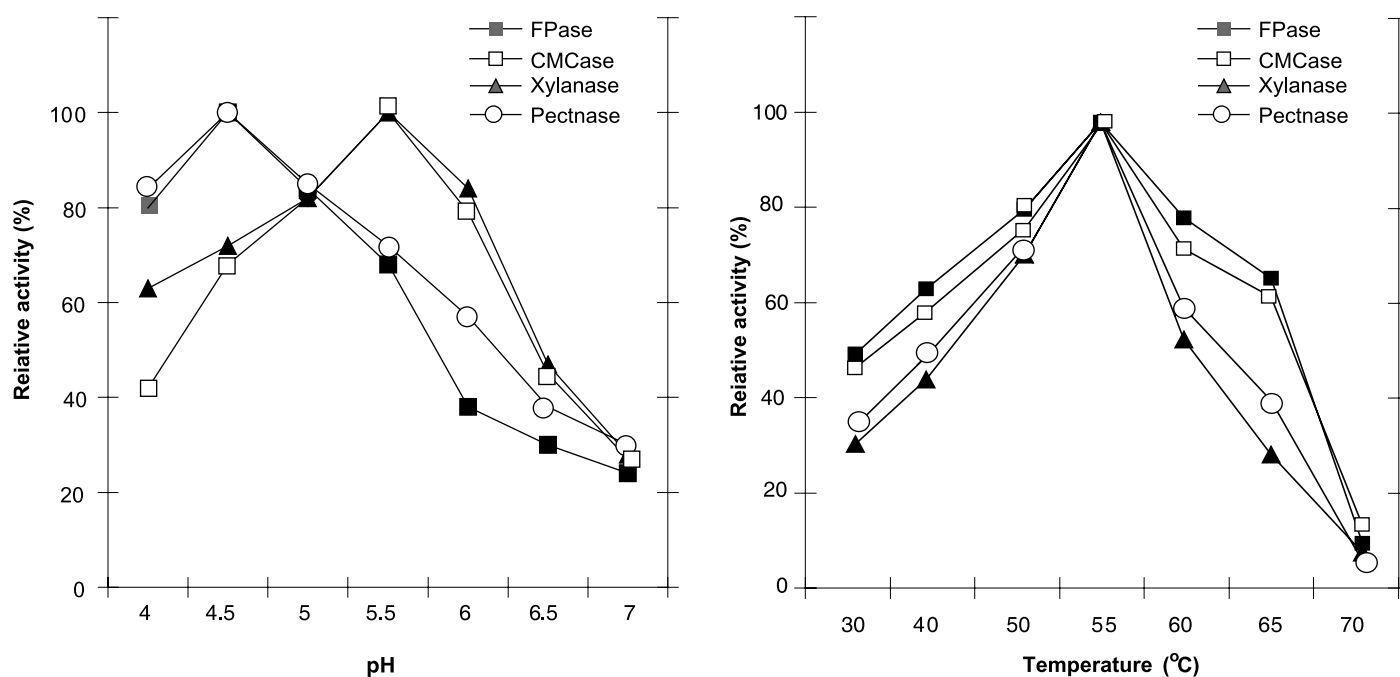 FPase
CMCase
Xylanase
Pectnase
100
80
60
40
20
0
Reiative activity (%)
4 4.5 5 5.5 6 6.5 7
pH
FPase
CMCase
Xylanase
Pectnase
100
80
60
40
20
0
Relative activity (%)
30 40 50 55 60 65 70
Temperature (°C)